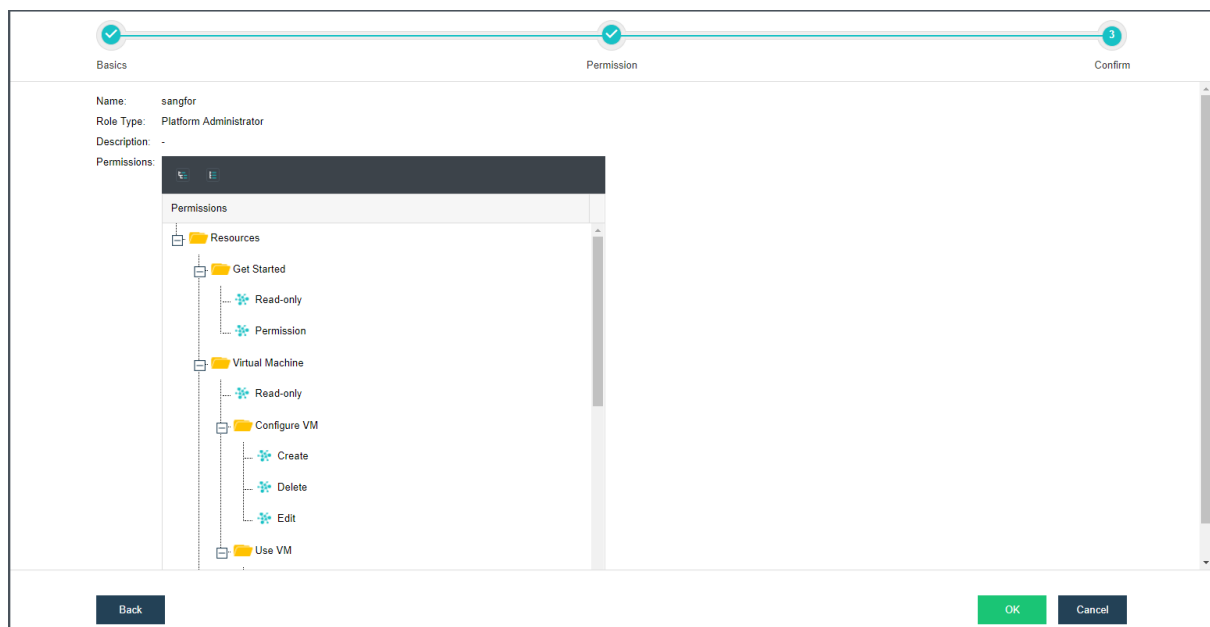 3
Basics
Permission
Confirm
Name: sangfor
Role Type: Platform Administrator
Description: -
Permissions:
Permissions
Resources
Get Started
Read-only
Permission
Virtual Machine
Read-only
Configure VM
Create
Delete
Edit
Use VM
Back
OK
Cancel